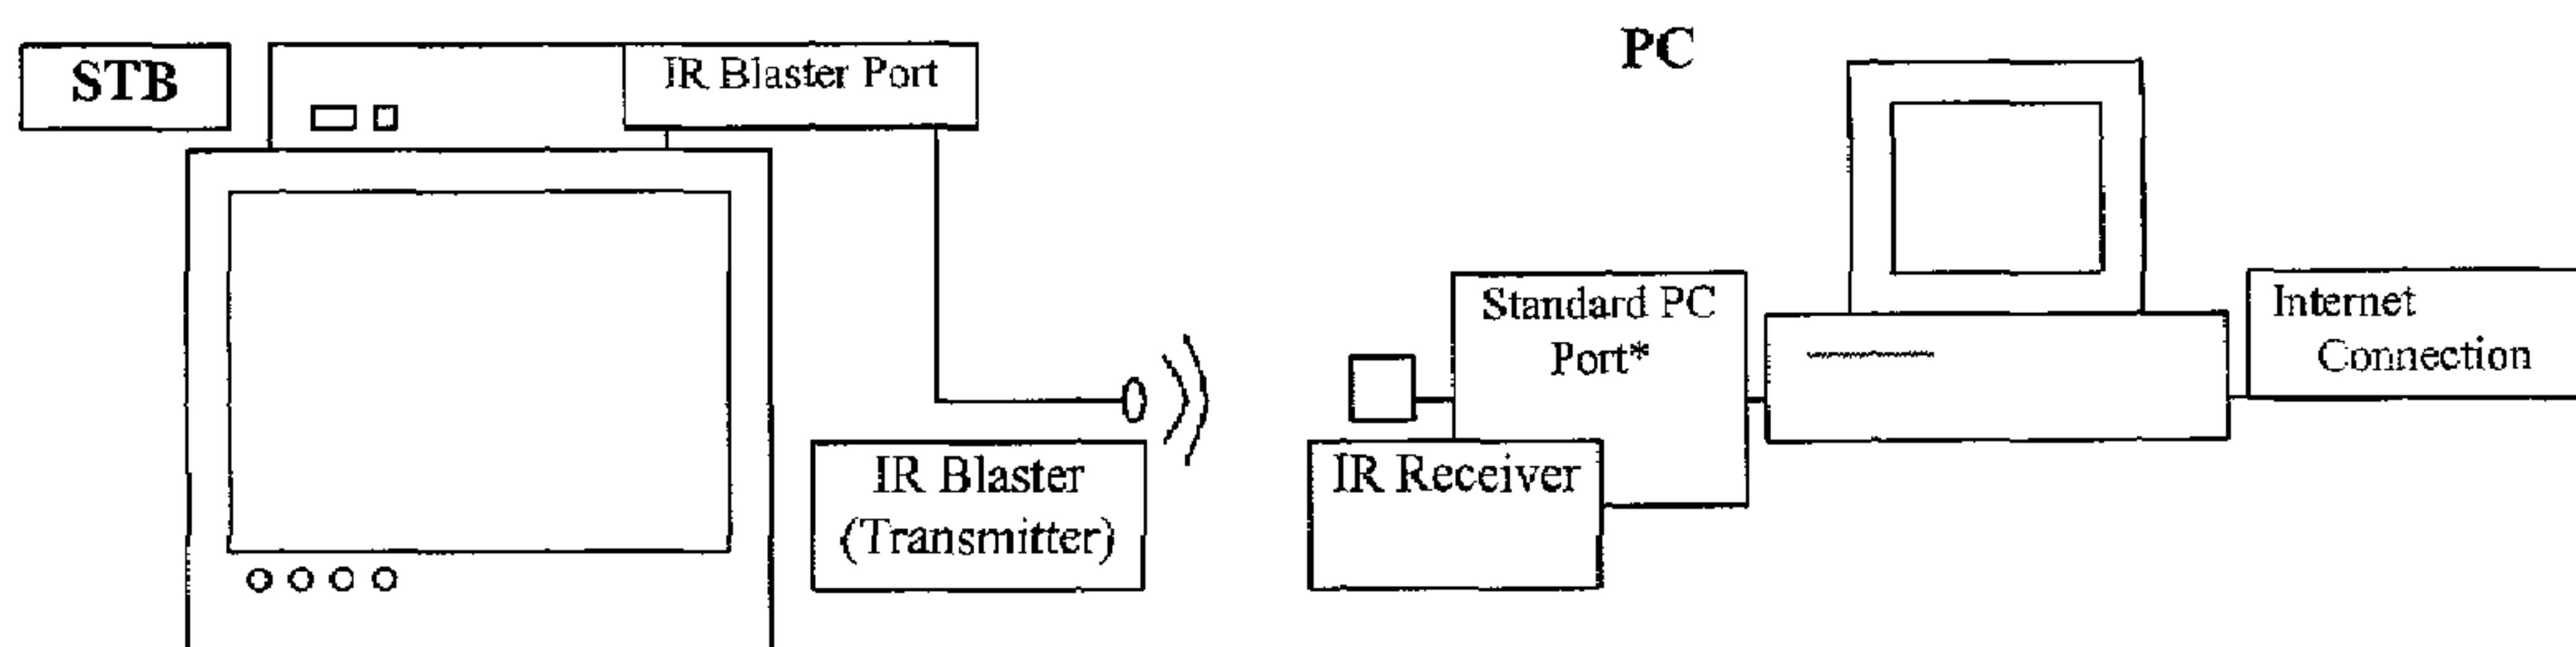 STB
IR Blaster Port
PC
Standard PC
Port*
Internet
Connection
IR Blaster
(Transmitter)
IR Receiver